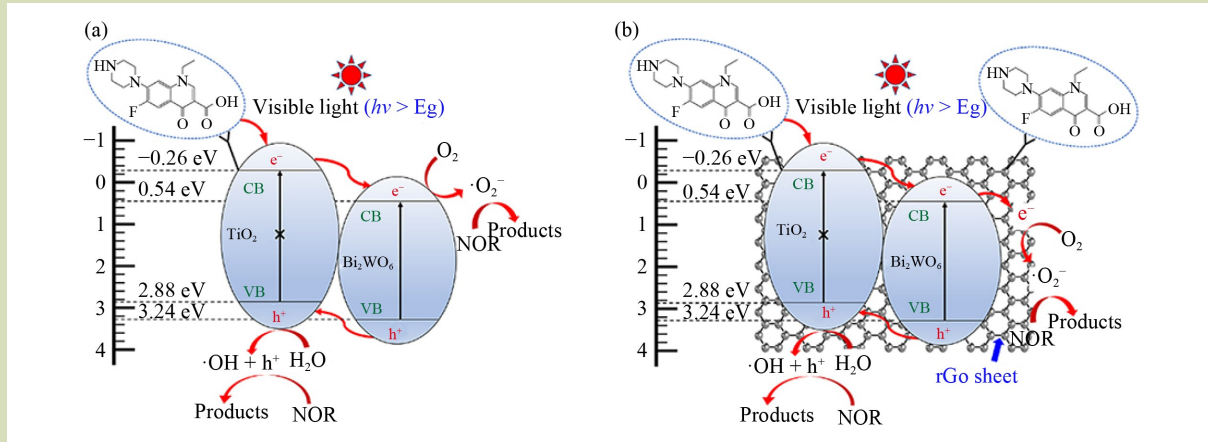 (a)
HN
N
N
F
O
O
OH
Visible light (hν > Eg)
−1
0
1
2
3
4
−0.26 eV
0.54 eV
2.88 eV
3.24 eV
e⁻
CB
TiO₂
VB
h⁺
e⁻
CB
Bi₂WO₆
VB
h⁺
O₂
·O₂⁻
NOR
Products
·OH + h⁺
H₂O
Products
NOR
(b)
HN
N
N
F
O
O
OH
Visible light (hν > Eg)
HN
N
N
F
O
O
OH
−1
0
1
2
3
4
−0.26 eV
0.54 eV
2.88 eV
3.24 eV
e⁻
CB
TiO₂
VB
h⁺
e⁻
CB
Bi₂WO₆
VB
h⁺
e⁻
O₂
·O₂⁻
Products
NOR
rGo sheet
·OH + h⁺
H₂O
Products
NOR